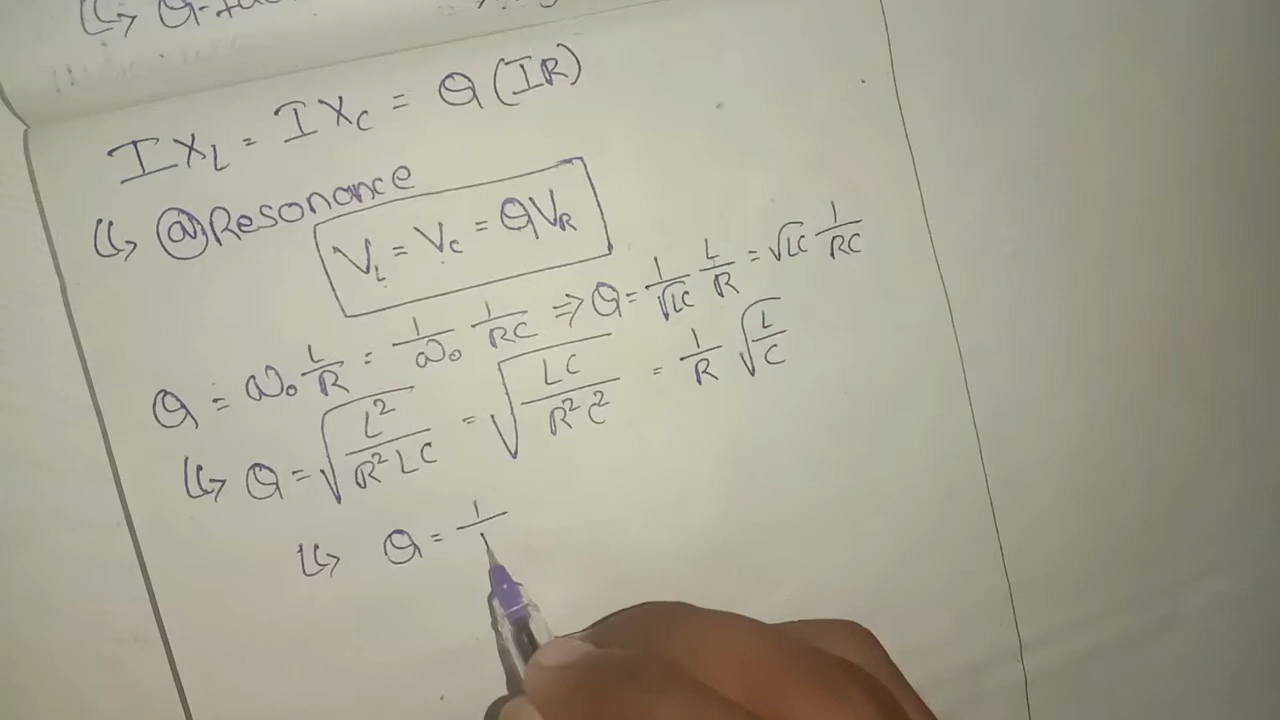 IX_L = IX_C = Q(IR)
↳ @Resonance
V_L = V_C = QV_R
Q = ω₀ L/R = 1/ω₀ 1/RC ⇒ Q = 1/√LC L/R = √LC 1/RC
↳ Q = √(L²/R²LC) = √(LC/R²C²) = 1/R √(L/C)
↳ Q = 1/